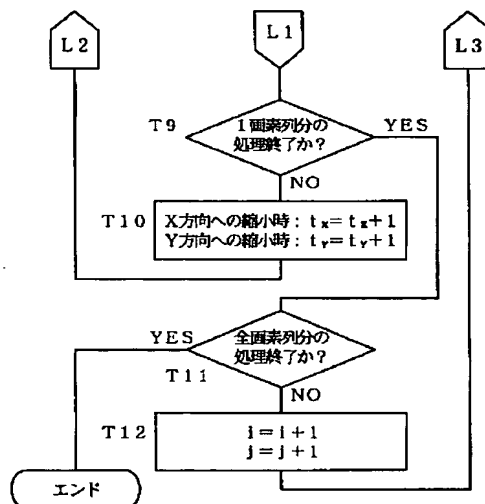 L2
L1
L3
T9
1画素列分の
処理終了か？
YES
NO
T10
X方向への縮小時：tx＝tx＋1
Y方向への縮小時：tY＝tY＋1
YES
全画素列分の
処理終了か？
T11
NO
T12
i＝i＋1
j＝j＋1
エンド